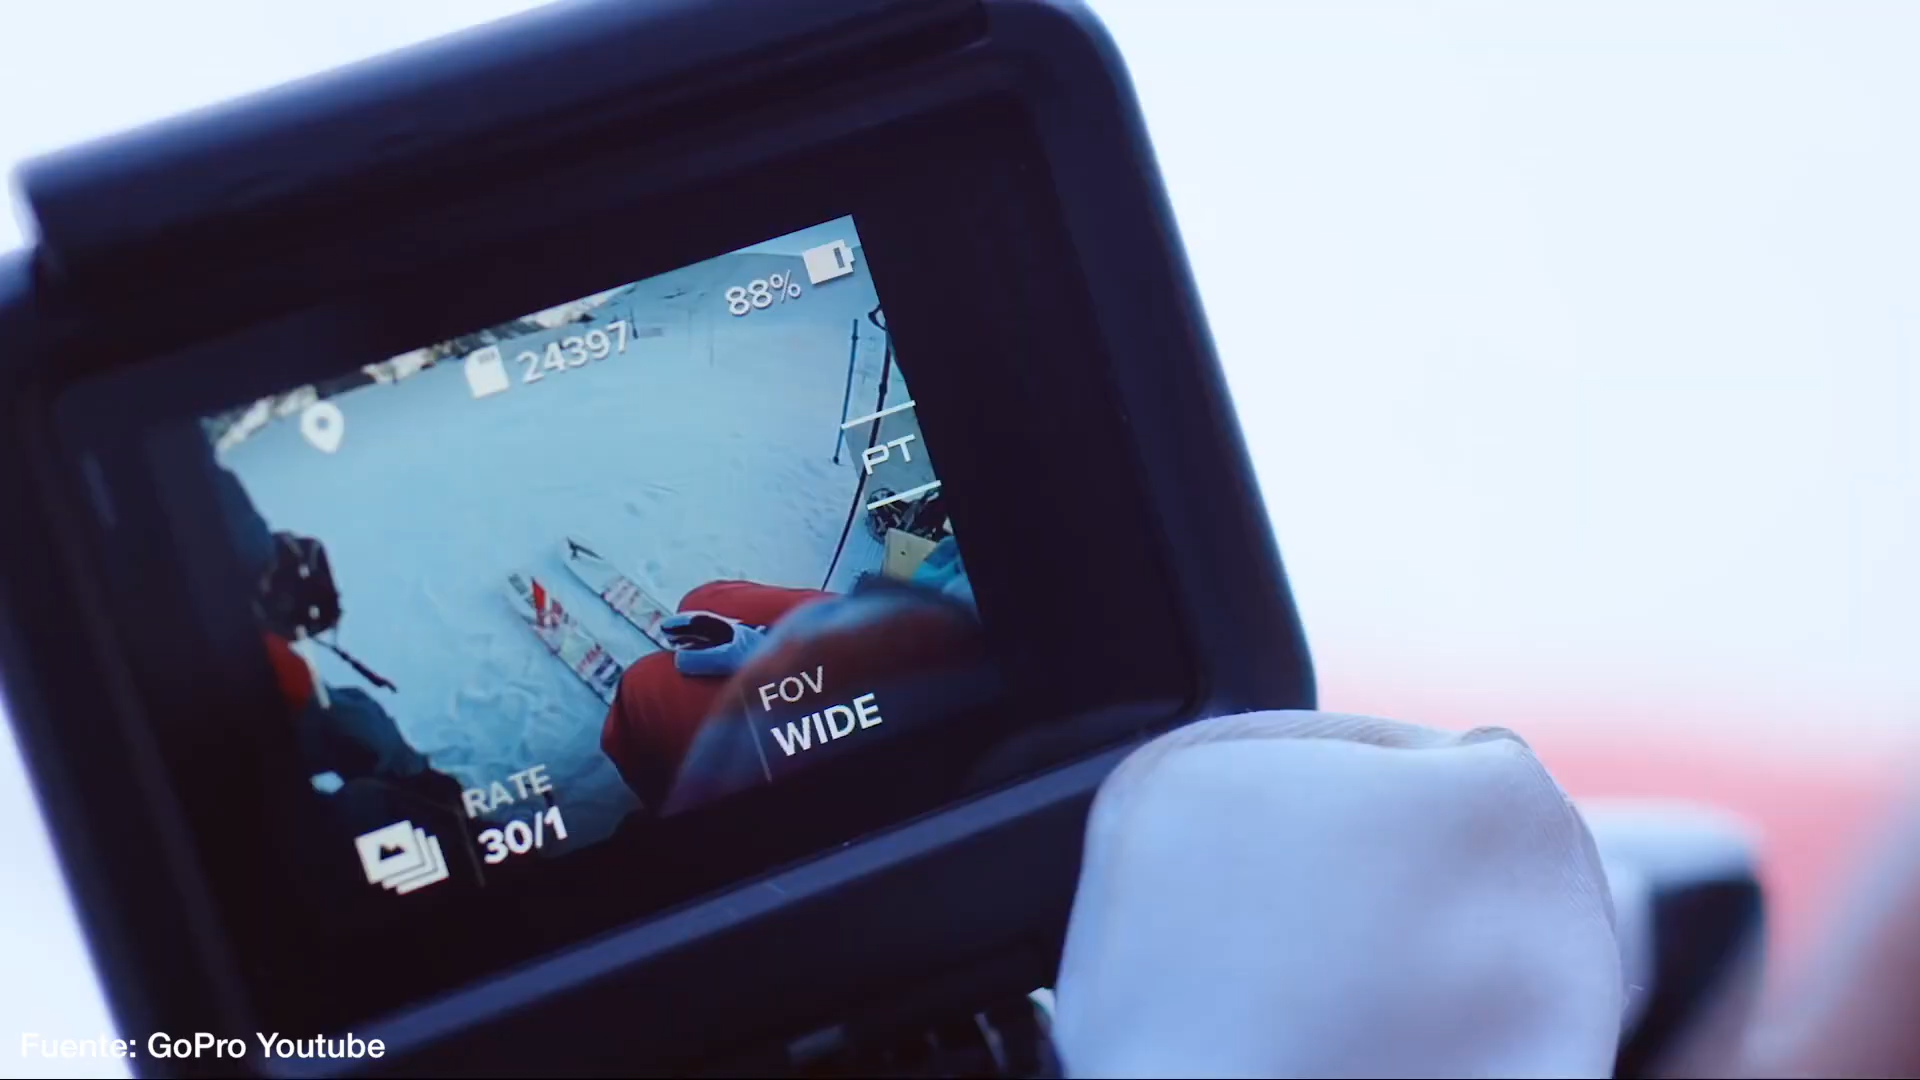 88%
24397
PT
FOV
WIDE
RATE
30/1
Fuente: GoPro Youtube